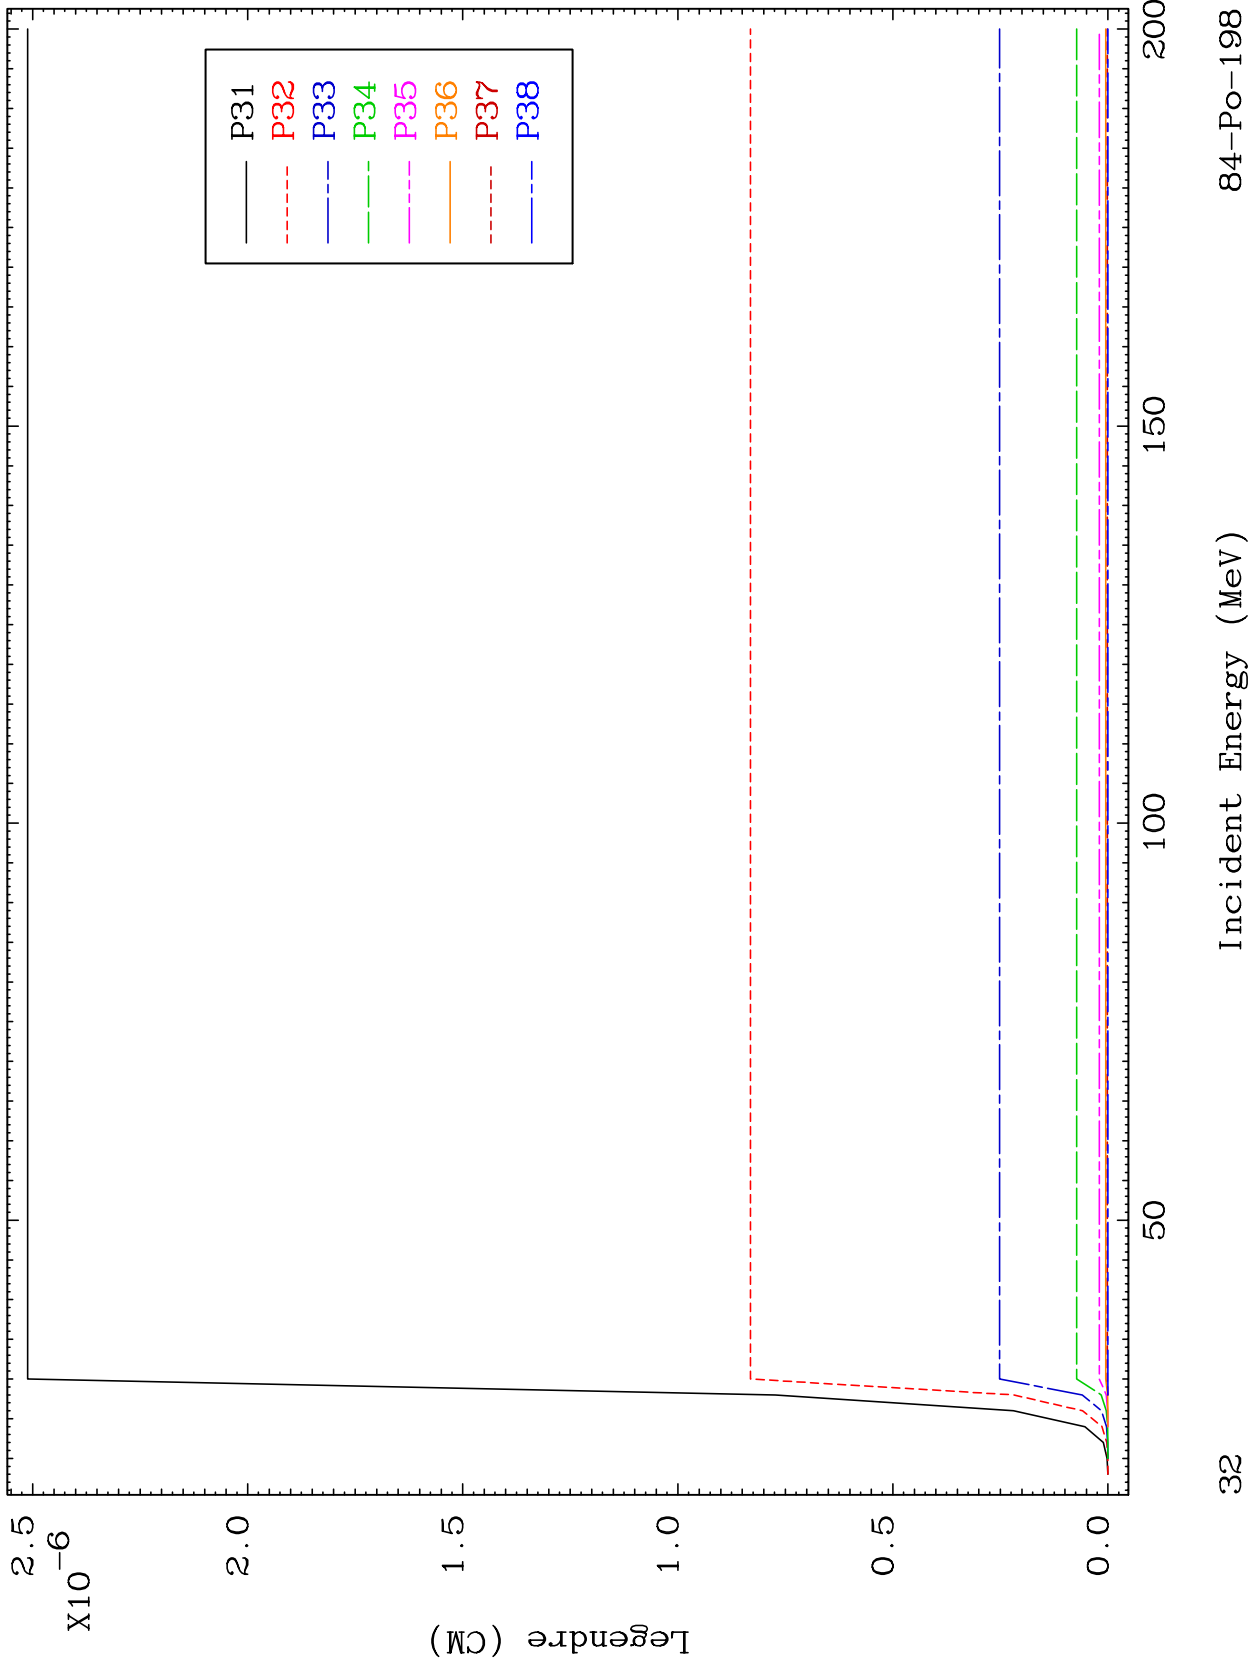 2.5
X10-6
2.0
1.5
1.0
0.5
0.0
Legendre (CM)
P31
P32
P33
P34
P35
P36
P37
P38
50
100
150
200
32
Incident Energy (MeV)
84-Po-198